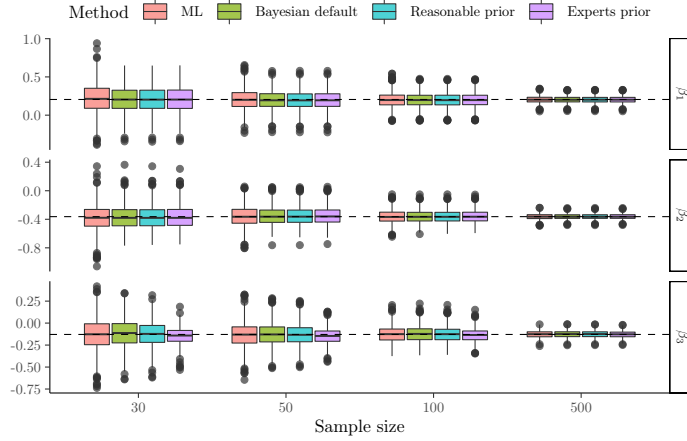 Method ML Bayesian default Reasonable prior Experts prior
1.0
0.5
0.0
β1
0.4
0.0
-0.4
-0.8
β2
0.25
0.00
-0.25
-0.50
-0.75
β3
30 50 100 500
Sample size